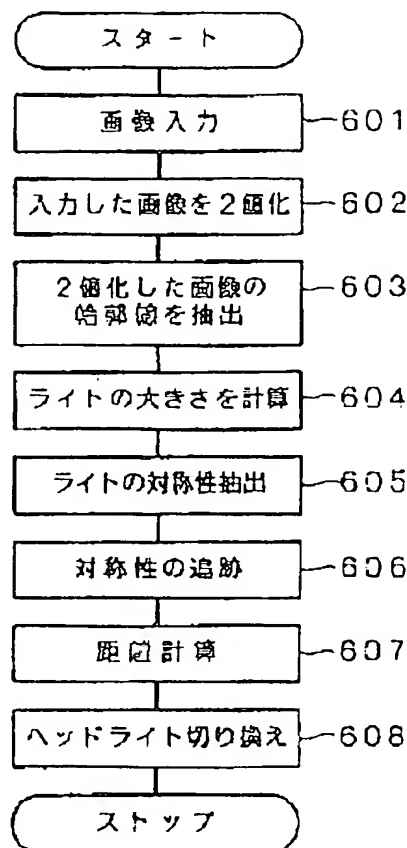 スタート
画像入力 601
入力した画像を2値化 602
2値化した画像の 603
輪郭線を抽出
ライトの大きさを計算 604
ライトの対称性抽出 605
対称性の追跡 606
距離計算 607
ヘッドライト切り換え 608
ストップ